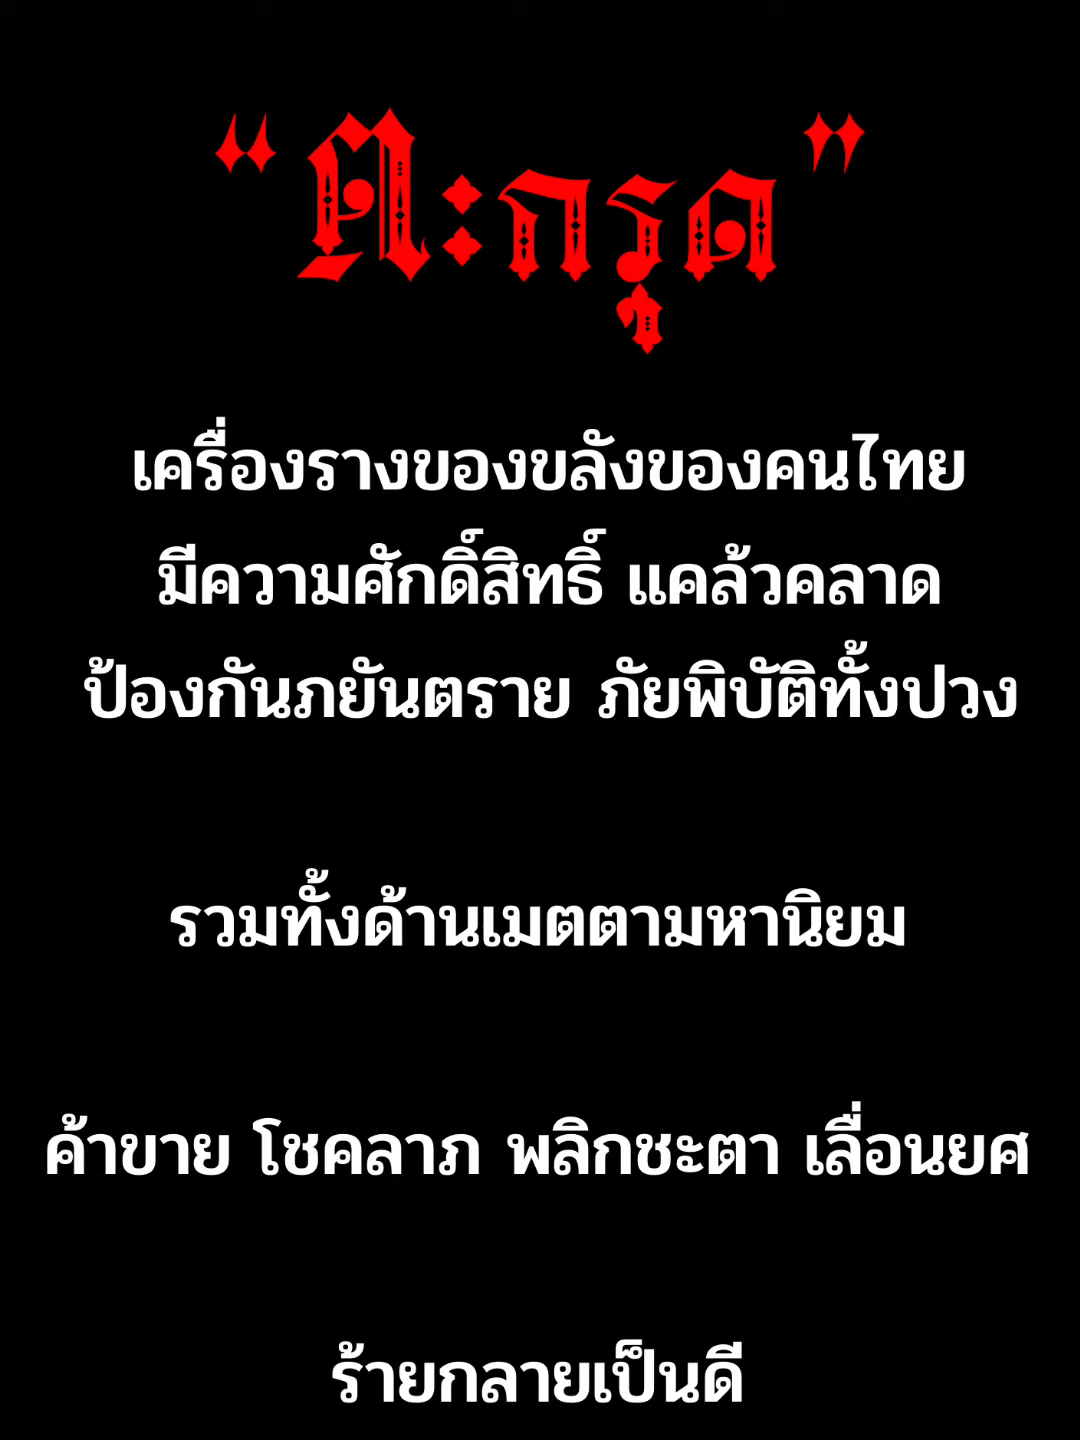 “ตะกรุด”
เครื่องรางของขลังของคนไทย
มีความศักดิ์สิทธิ์ แคล้วคลาด
ป้องกันภยันตราย ภัยพิบัติทั้งปวง
รวมทั้งด้านเมตตามหานิยม
ค้าขาย โชคลาภ พลิกชะตา เลื่อนยศ
ร้ายกลายเป็นดี